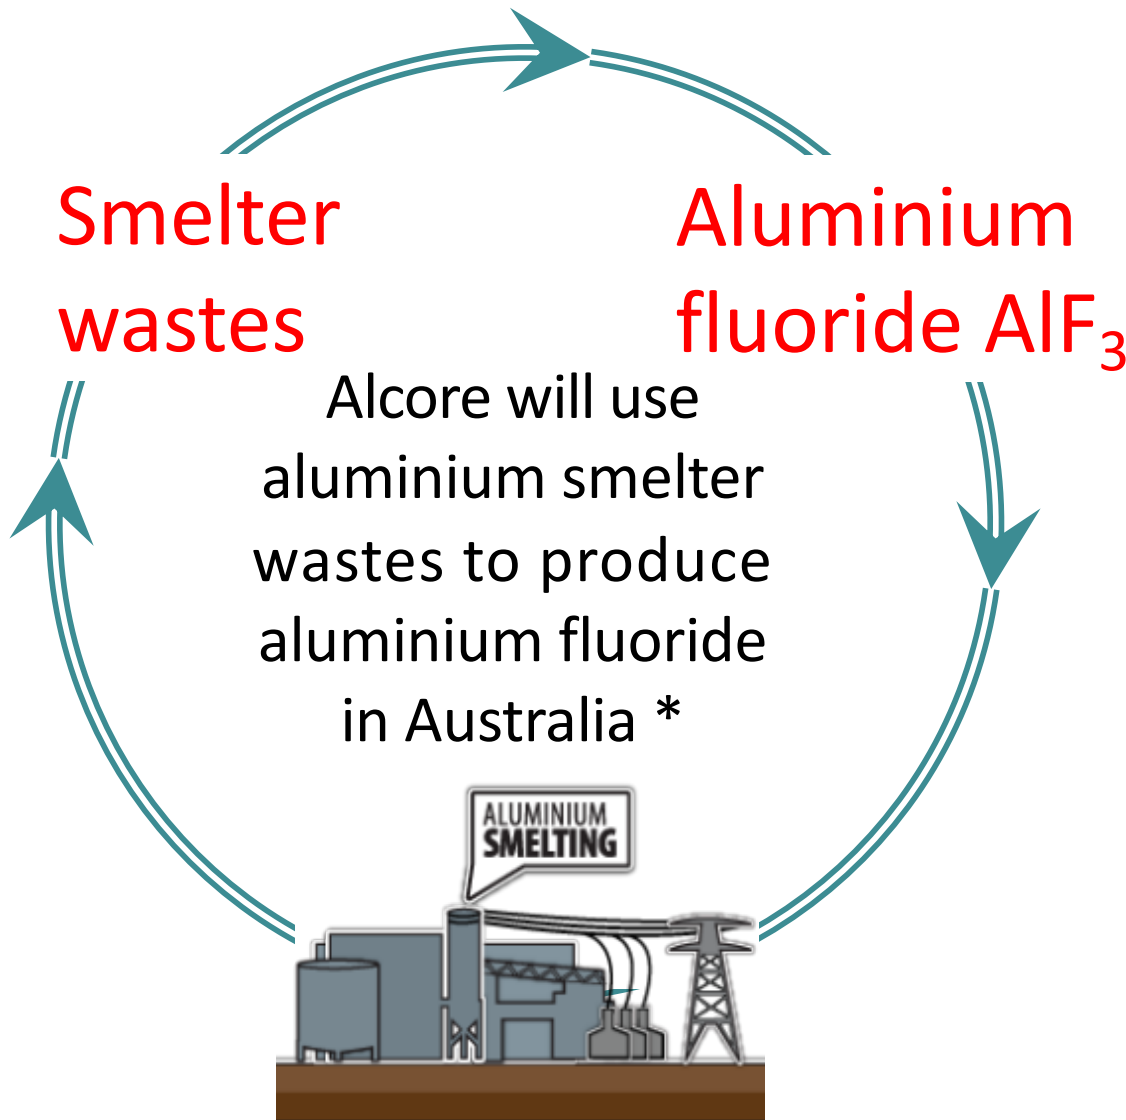 Smelter
wastes
Aluminium
fluoride AlF₃
Alcore will use
aluminium smelter
wastes to produce
aluminium fluoride
in Australia *
ALUMINIUM
SMELTING